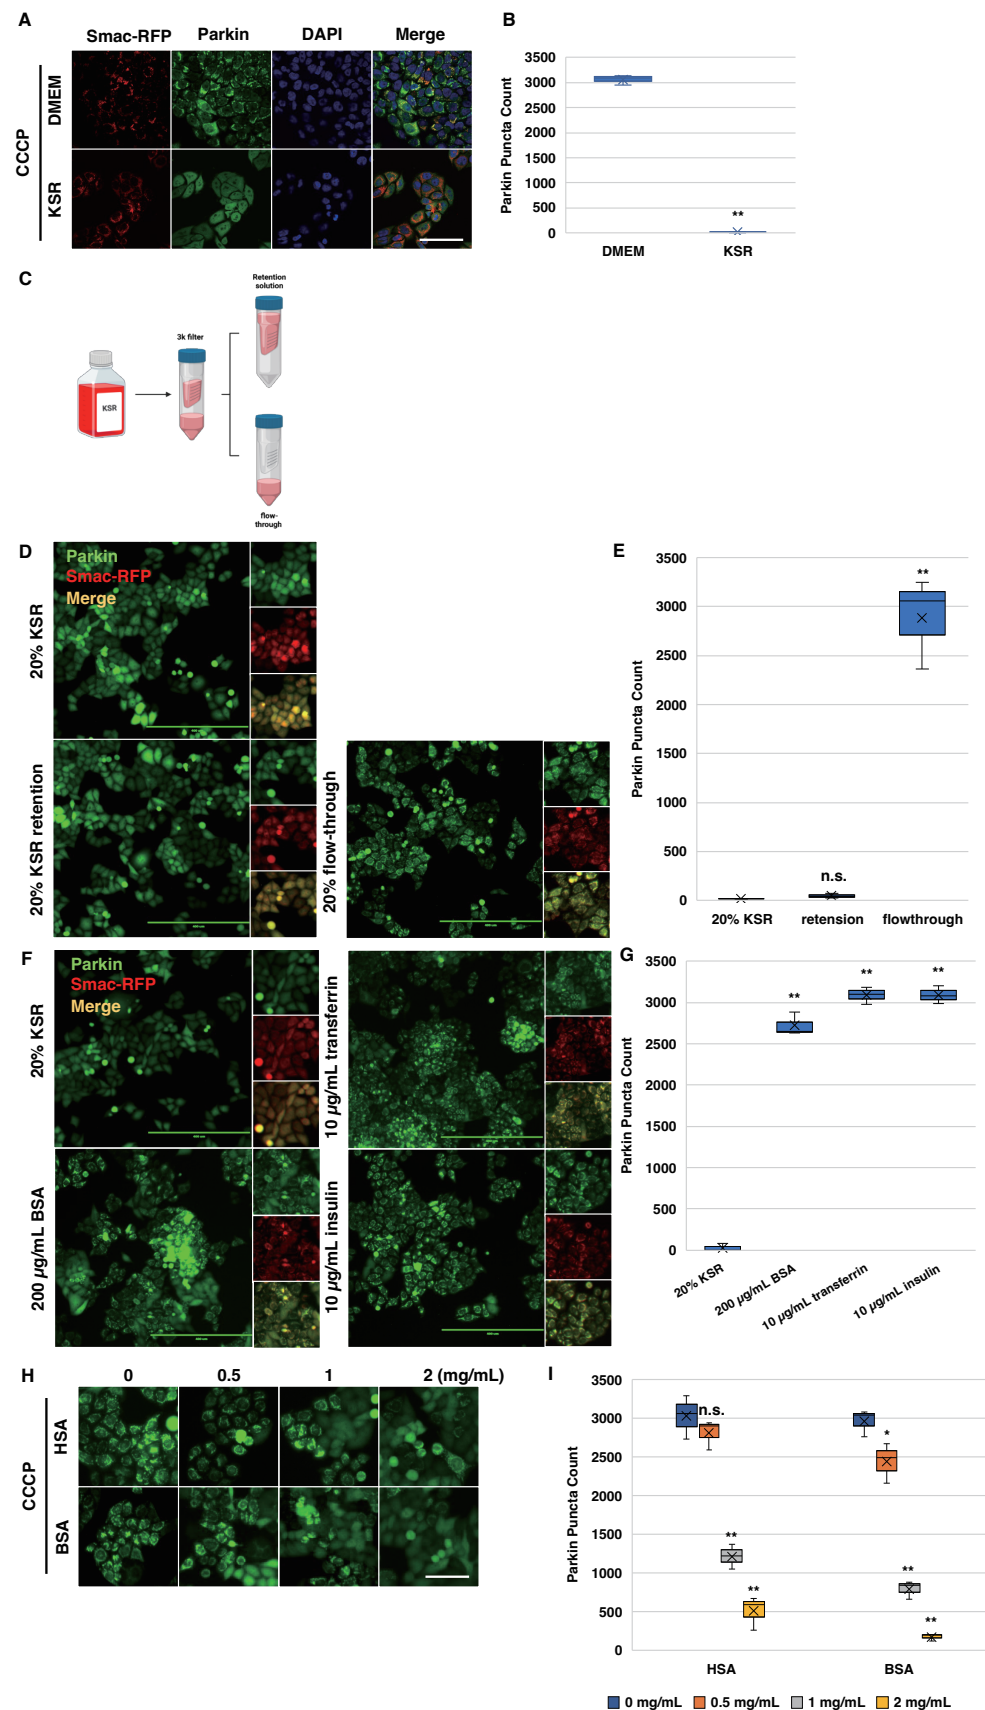 A
Smac-RFP Parkin DAPI Merge
CCCP
DMEM
KSR
B
Parkin Puncta Count
3500
3000
2500
2000
1500
1000
500
0
**
DMEM KSR
C
KSR
3k filter
Retention
solution
flow-
through
D
Parkin
Smac-RFP
Merge
20% KSR
20% KSR retention
20% flow-through
E
Parkin Puncta Count
3500
3000
2500
2000
1500
1000
500
0
n.s.
**
20% KSR retension flowthrough
F
Parkin
Smac-RFP
Merge
20% KSR
10 µg/mL transferrin
200 µg/mL BSA
10 µg/mL insulin
G
Parkin Puncta Count
3500
3000
2500
2000
1500
1000
500
0
** ** **
20% KSR
200 µg/mL BSA
10 µg/mL transferrin
10 µg/mL insulin
H
0 0.5 1 2 (mg/mL)
CCCP
HSA
BSA
I
Parkin Puncta Count
3500
3000
2500
2000
1500
1000
500
0
n.s.
**
**
*
**
**
HSA BSA
0 mg/mL 0.5 mg/mL 1 mg/mL 2 mg/mL